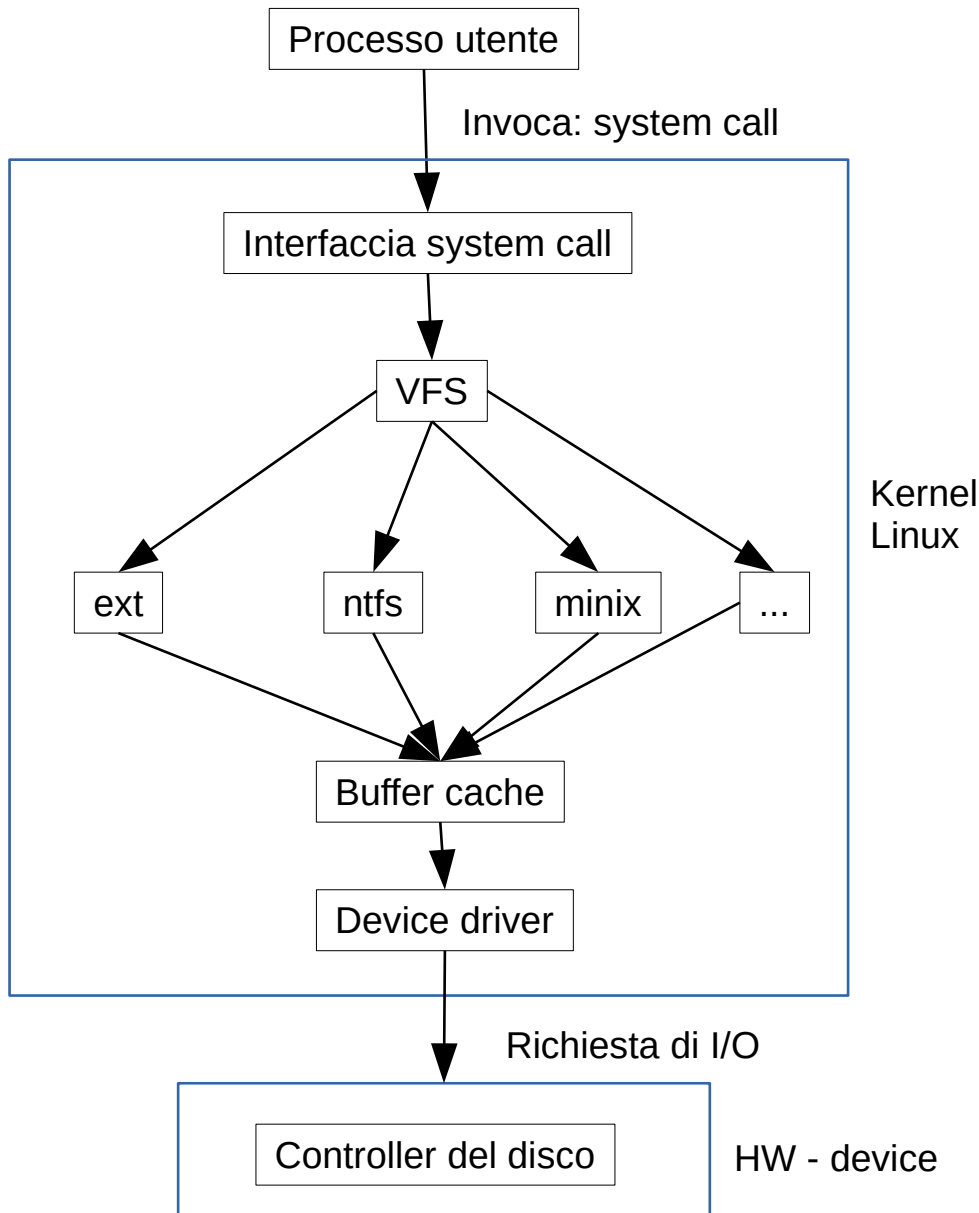 Processo utente
Invoca: system call
Interfaccia system call
VFS
Kernel
Linux
ext
ntfs
minix
...
Buffer cache
Device driver
Richiesta di I/O
Controller del disco
HW - device